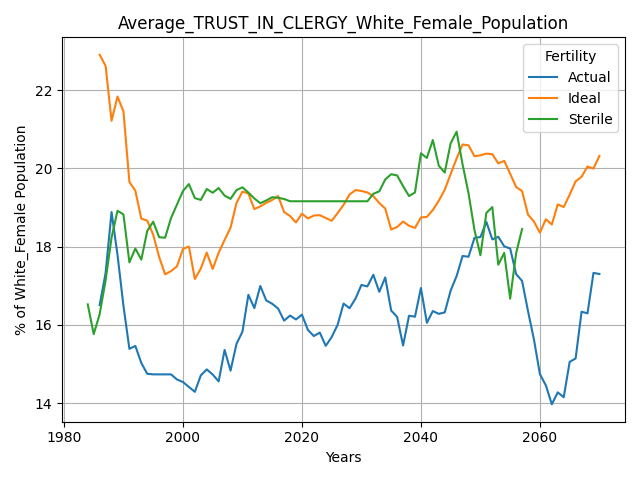 Average_TRUST_IN_CLERGY_White_Female_Population
Fertility
Actual
Ideal
Sterile
% of White_Female Population
22
20
18
16
14
1980
2000
2020
2040
2060
Years